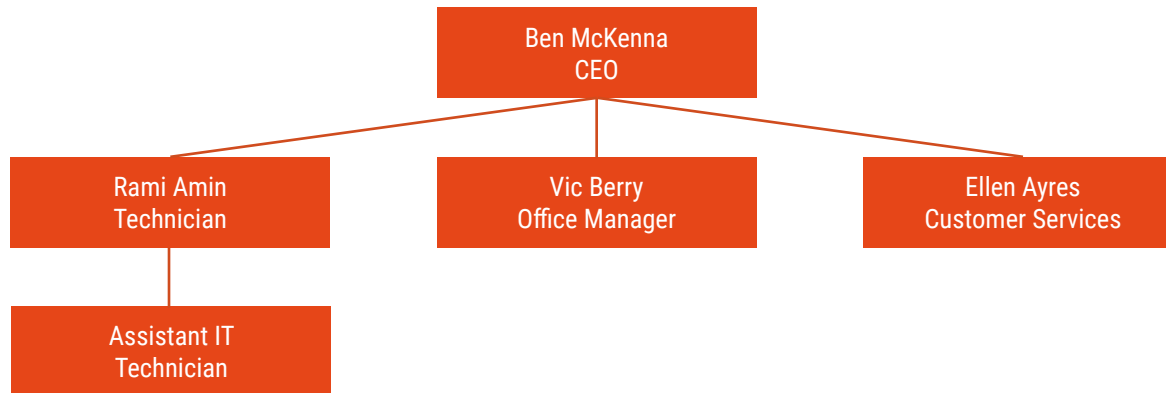 Ben McKenna
CEO
Rami Amin
Technician
Vic Berry
Office Manager
Ellen Ayres
Customer Services
Assistant IT
Technician